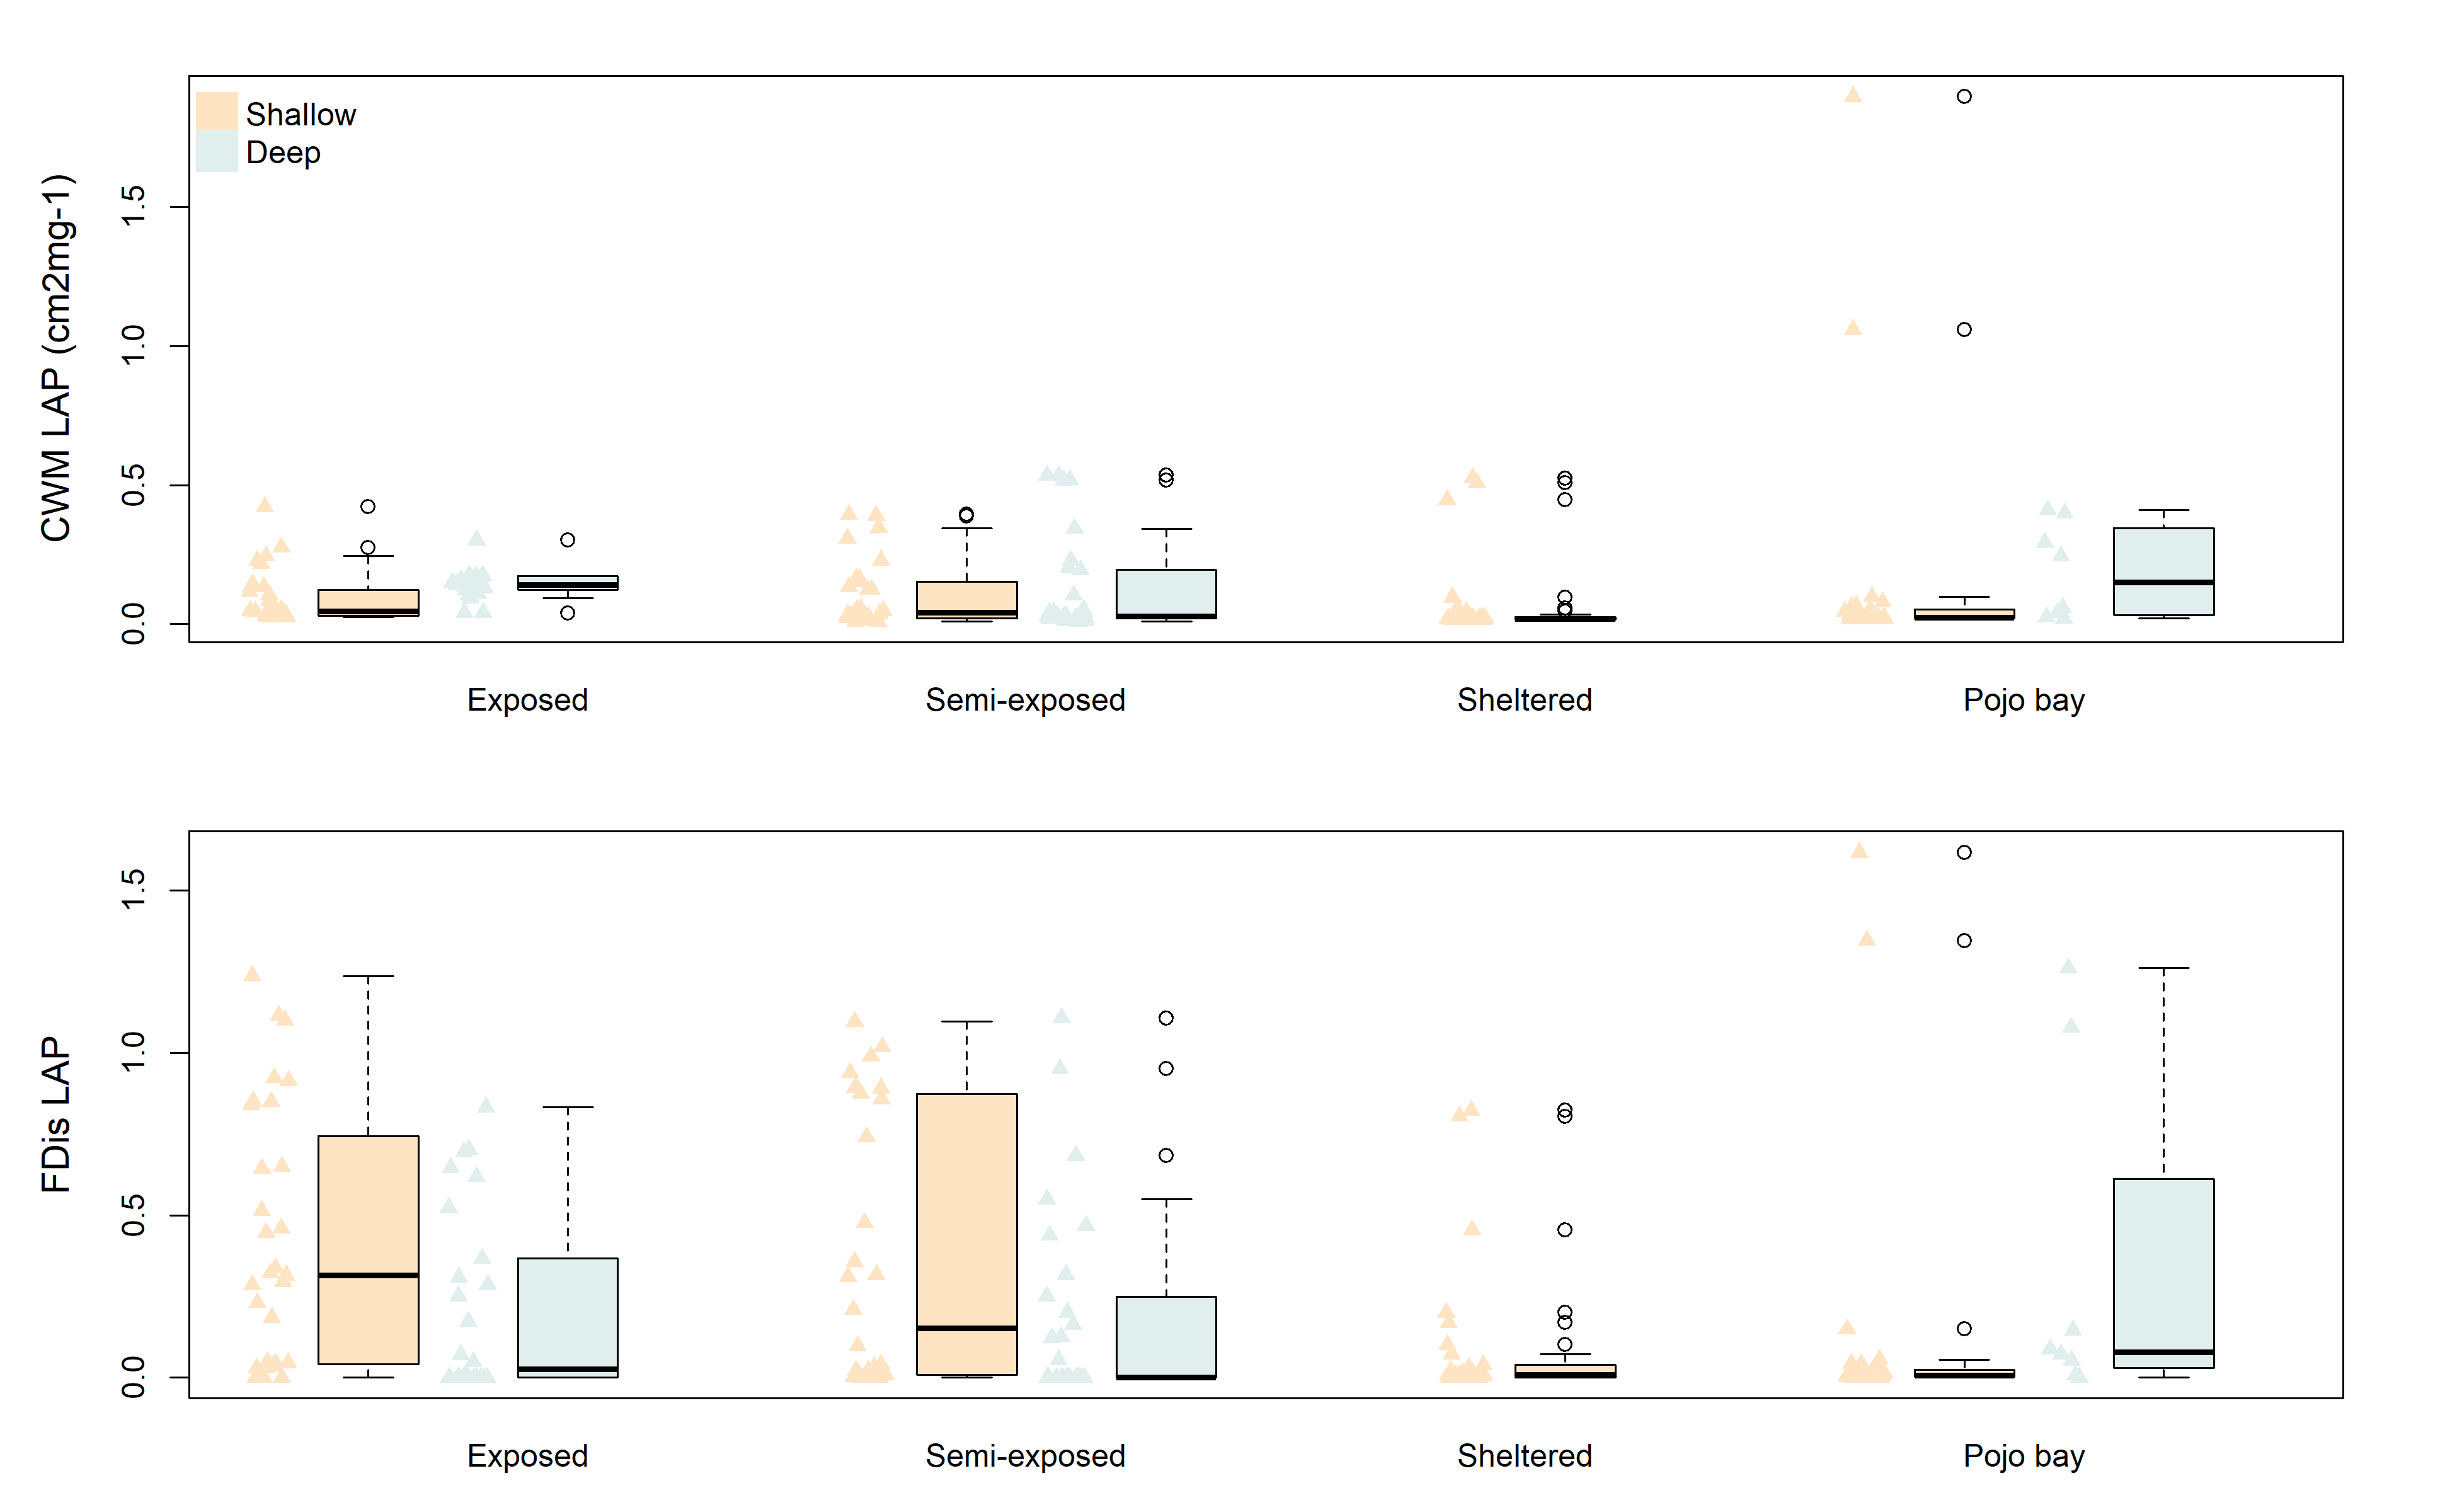 Shallow
Deep
CWM LAP (cm2mg-1)
1.5
1.0
0.5
0.0
Exposed Semi-exposed Sheltered Pojo bay
FDis LAP
1.5
1.0
0.5
0.0
Exposed Semi-exposed Sheltered Pojo bay